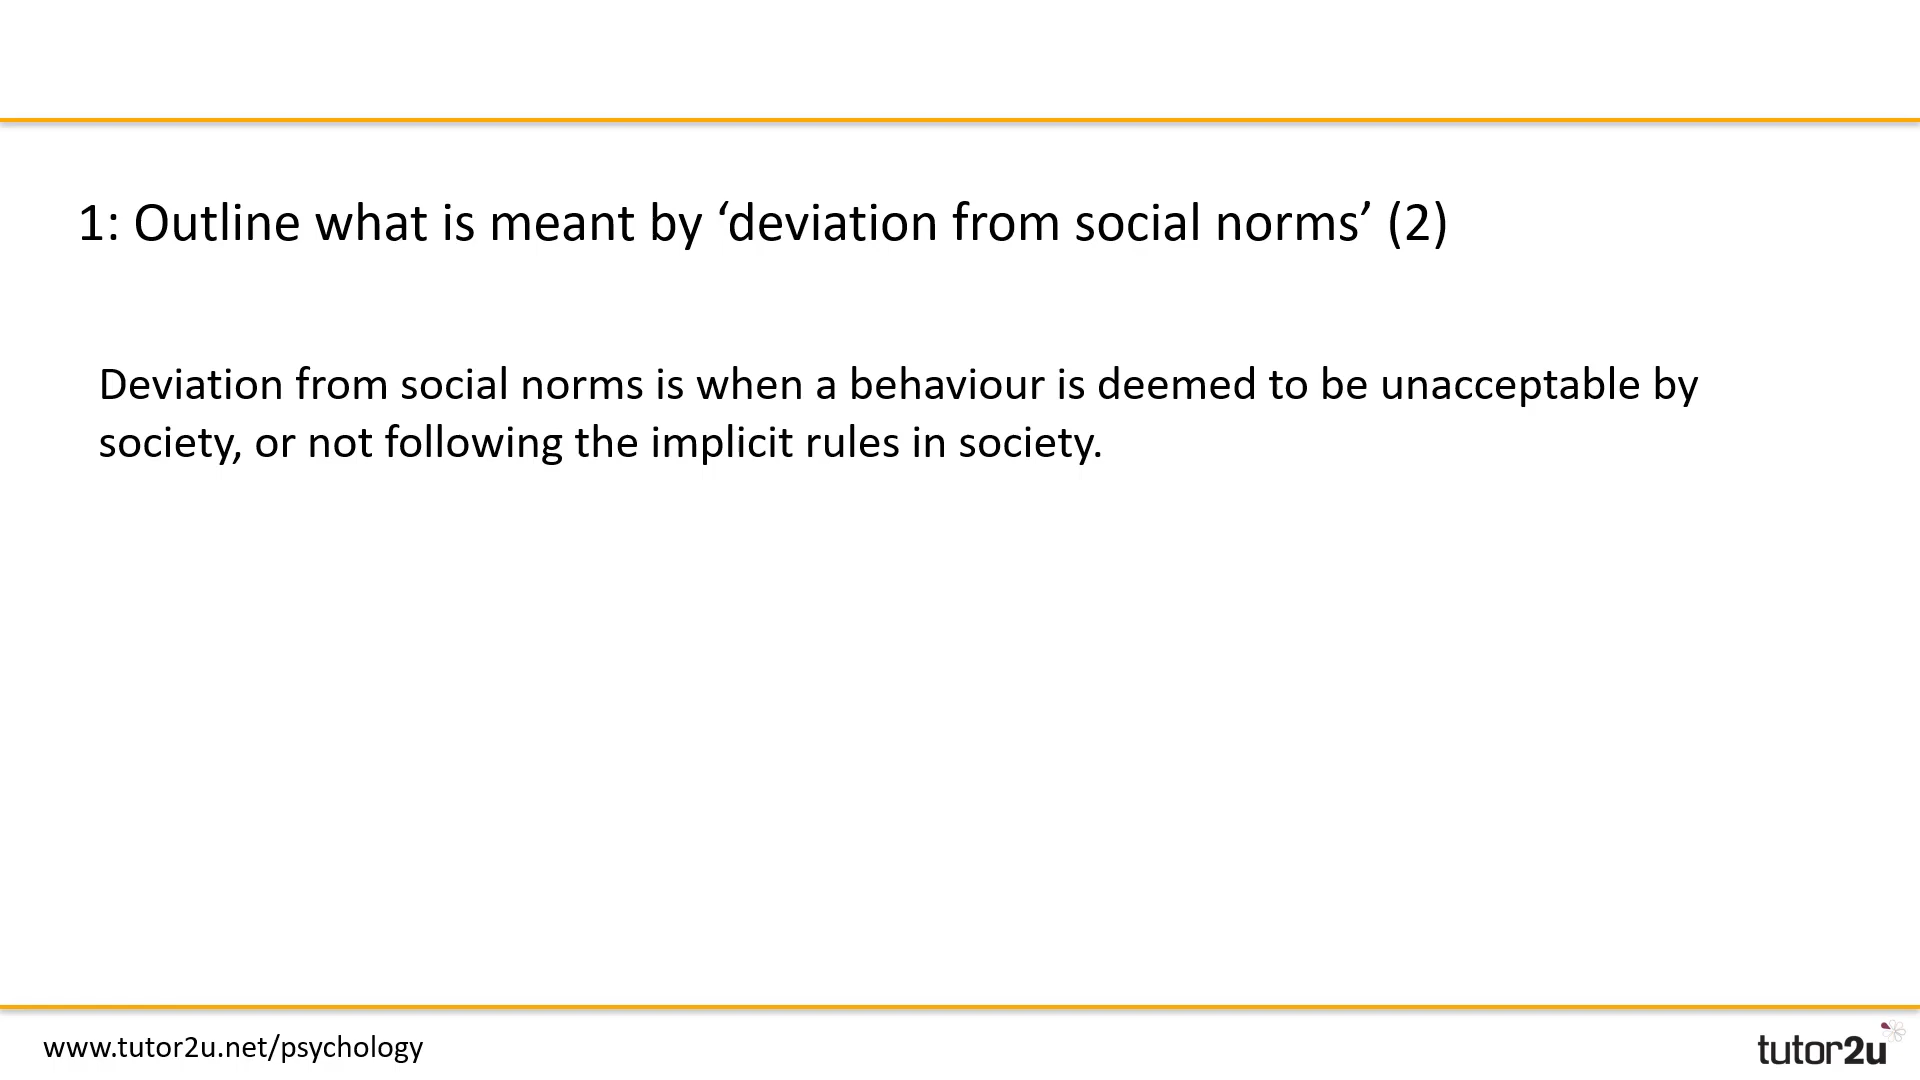 1: Outline what is meant by ‘deviation from social norms’ (2)
Deviation from social norms is when a behaviour is deemed to be unacceptable by
society, or not following the implicit rules in society.
www.tutor2u.net/psychology
tutor2u